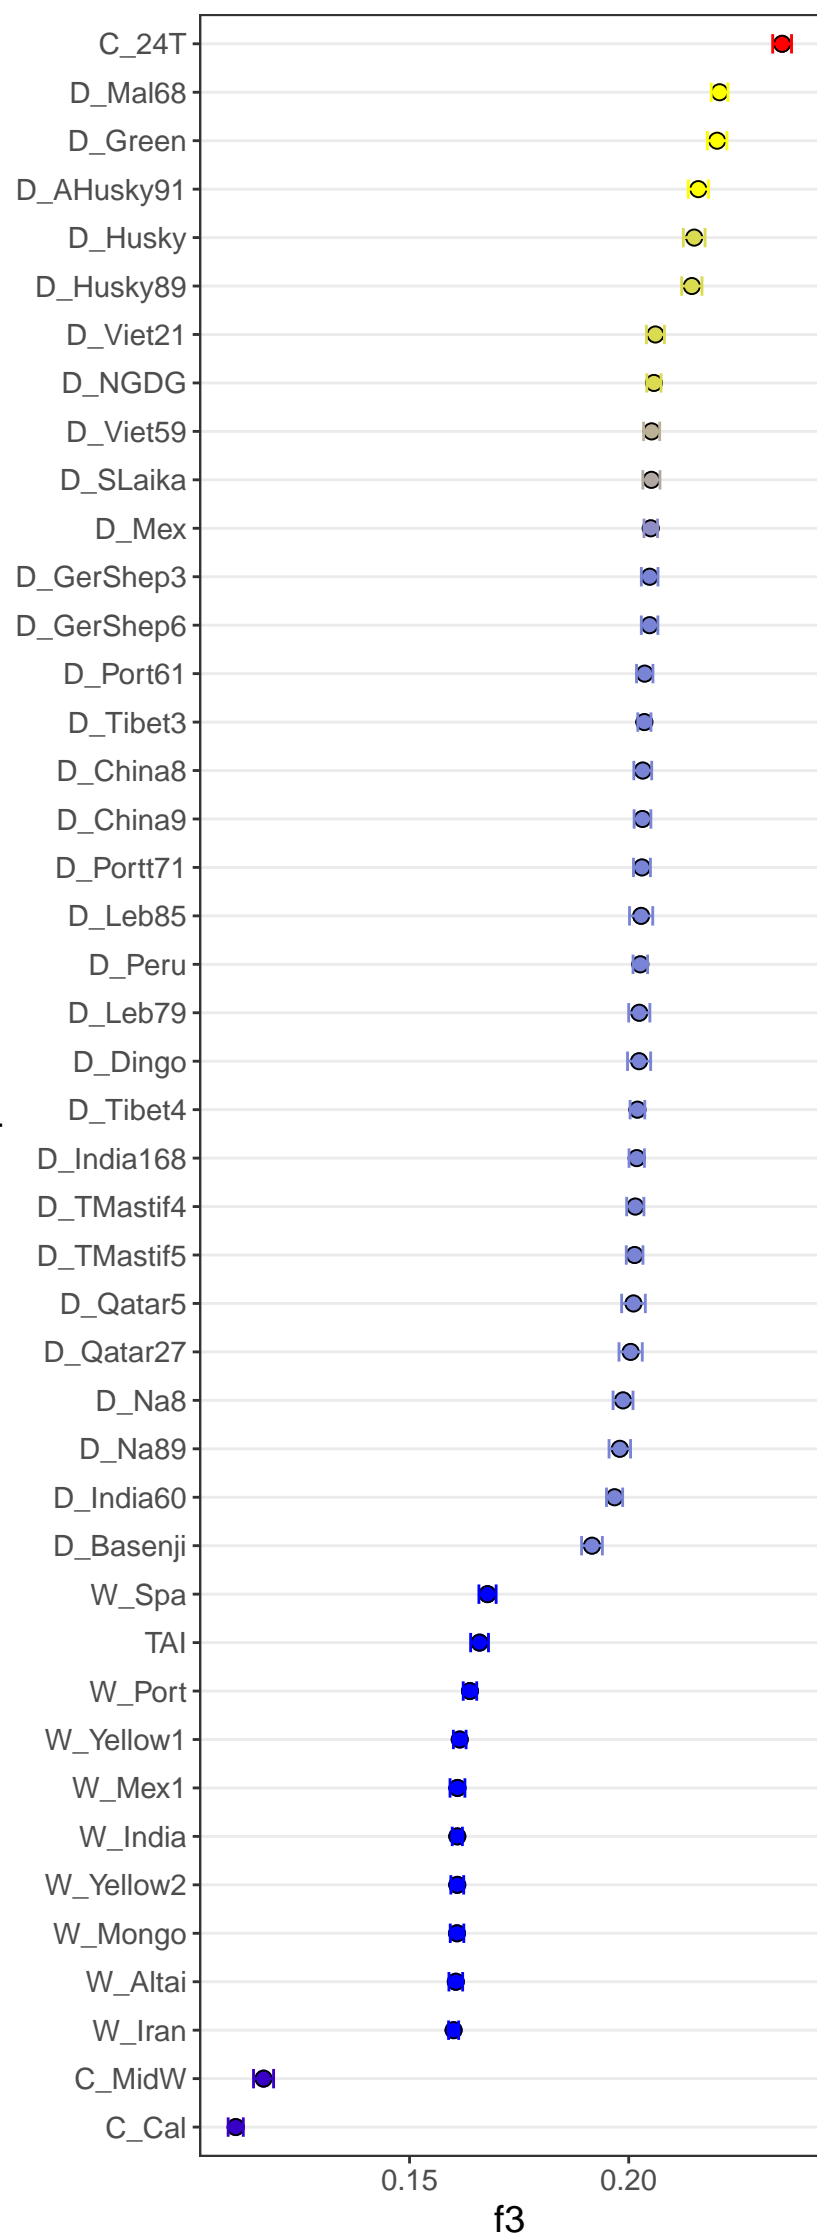 C_24T
D_Mal68
D_Green
D_AHusky91
D_Husky
D_Husky89
D_Viet21
D_NGDG
D_Viet59
D_SLaika
D_Mex
D_GerShep3
D_GerShep6
D_Port61
D_Tibet3
D_China8
D_China9
D_Portt71
D_Leb85
D_Peru
D_Leb79
D_Dingo
D_Tibet4
D_India168
D_TMastif4
D_TMastif5
D_Qatar5
D_Qatar27
D_Na8
D_Na89
D_India60
D_Basenji
W_Spa
TAI
W_Port
W_Yellow1
W_Mex1
W_India
W_Yellow2
W_Mongo
W_Altai
W_Iran
C_MidW
C_Cal
0.15 0.20
f3